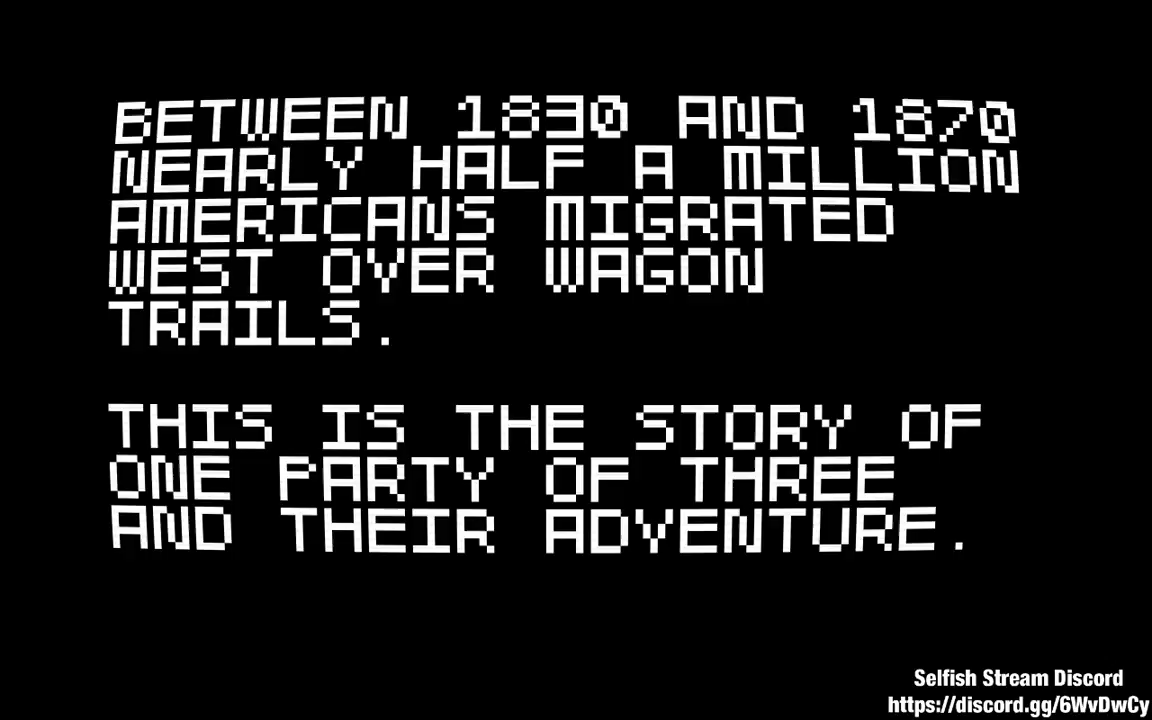 BETWEEN 1830 AND 1870
NEARLY HALF A MILLION
AMERICANS MIGRATED
WEST OVER WAGON
TRAILS.
THIS IS THE STORY OF
ONE PARTY OF THREE
AND THEIR ADVENTURE.
Selfish Stream Discord
https://discord.gg/6WvDwCy